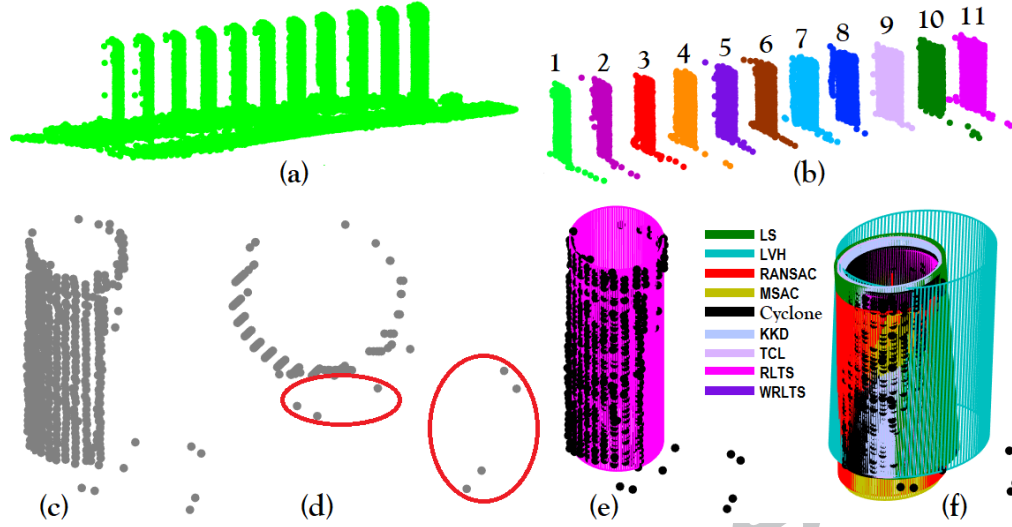 1 2 3 4 5 6 7 8 9 10 11
(a)
(b)
LS
LVH
RANSAC
MSAC
Cyclone
KKD
TCL
RLTS
WRLTS
(c)
(d)
(e)
(f)